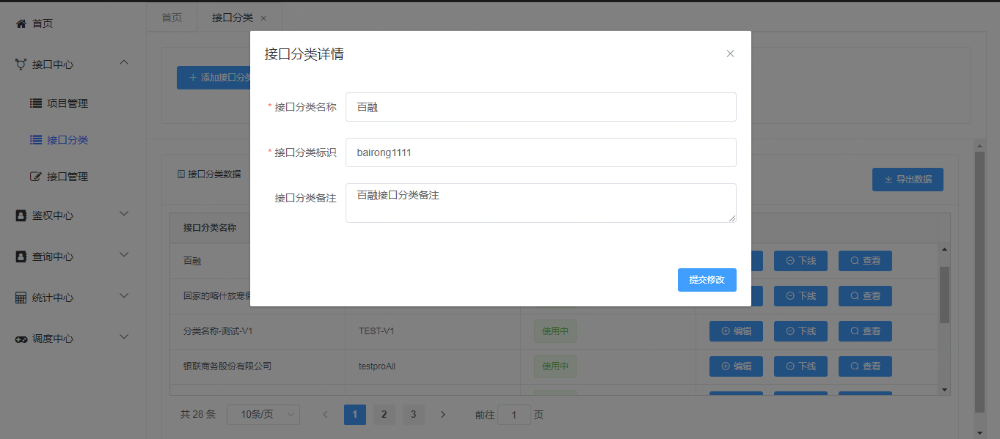 首页
接口中心
项目管理
接口分类
接口管理
鉴权中心
查询中心
统计中心
调度中心
首页
接口分类
添加接口分类
接口分类详情
* 接口分类名称
百融
* 接口分类标识
bairong1111
接口分类备注
百融接口分类备注
提交修改
接口分类数据
导出数据
接口分类名称
百融
下线
查看
回家的喀什放寒假
下线
查看
分类名称-测试-V1
TEST-V1
使用中
编辑
下线
查看
银联商务股份有限公司
testproAll
使用中
编辑
下线
查看
共 28 条
10条/页
1
2
3
前往
1
页